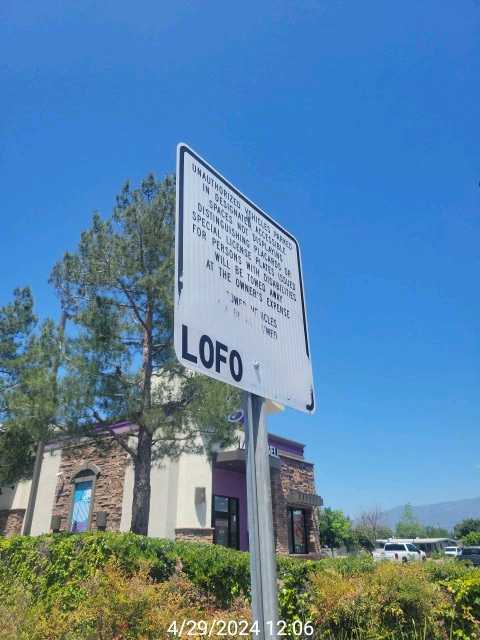 UNAUTHORIZED VEHICLES PARKED
IN DESIGNATED ACCESSIBLE
SPACES NOT DISPLAYING
DISTINGUISHING PLACARDS OR
SPECIAL LICENSE PLATES ISSUED
FOR PERSONS WITH DISABILITIES
WILL BE TOWED AWAY
AT THE OWNER'S EXPENSE
LOFO
4/29/2024 12:06